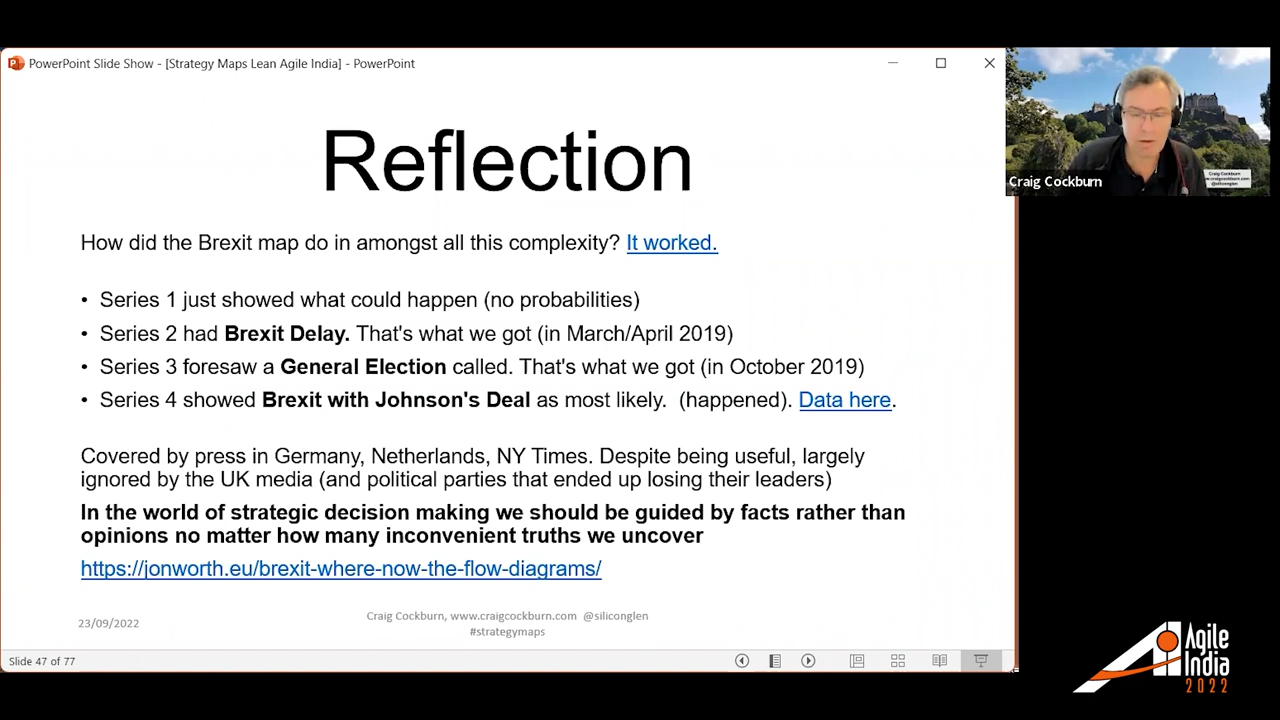 PowerPoint Slide Show - [Strategy Maps Lean Agile India] - PowerPoint
Reflection
How did the Brexit map do in amongst all this complexity? It worked.
• Series 1 just showed what could happen (no probabilities)
• Series 2 had Brexit Delay. That's what we got (in March/April 2019)
• Series 3 foresaw a General Election called. That's what we got (in October 2019)
• Series 4 showed Brexit with Johnson's Deal as most likely. (happened). Data here.
Covered by press in Germany, Netherlands, NY Times. Despite being useful, largely
ignored by the UK media (and political parties that ended up losing their leaders)
In the world of strategic decision making we should be guided by facts rather than
opinions no matter how many inconvenient truths we uncover
https://jonworth.eu/brexit-where-now-the-flow-diagrams/
23/09/2022
Craig Cockburn, www.craigcockburn.com @siliconglen
#strategymaps
Slide 47 of 77
Craig Cockburn
Craig Cockburn
www.craigcockburn.com
@siliconglen
Agile
India
2022